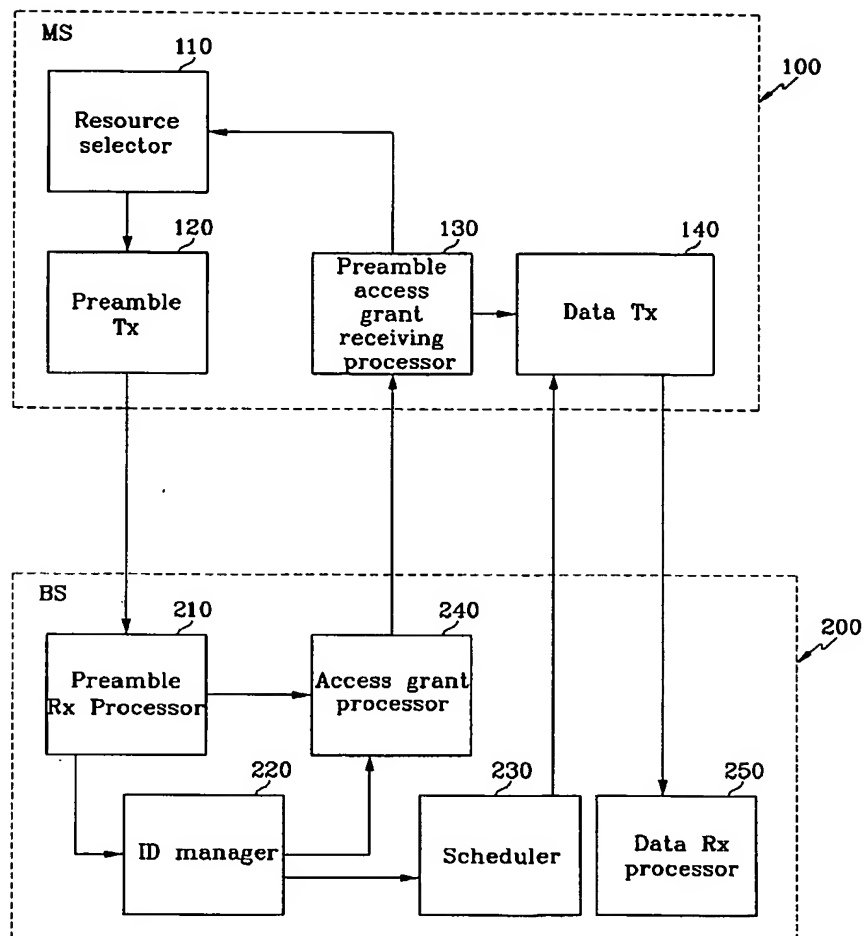 MS
110
100
Resource
selector
120
130
140
Preamble
Tx
Preamble
access
grant
receiving
processor
Data Tx
BS
210
240
200
Preamble
Rx Processor
Access grant
processor
220
230
250
ID manager
Scheduler
Data Rx
processor